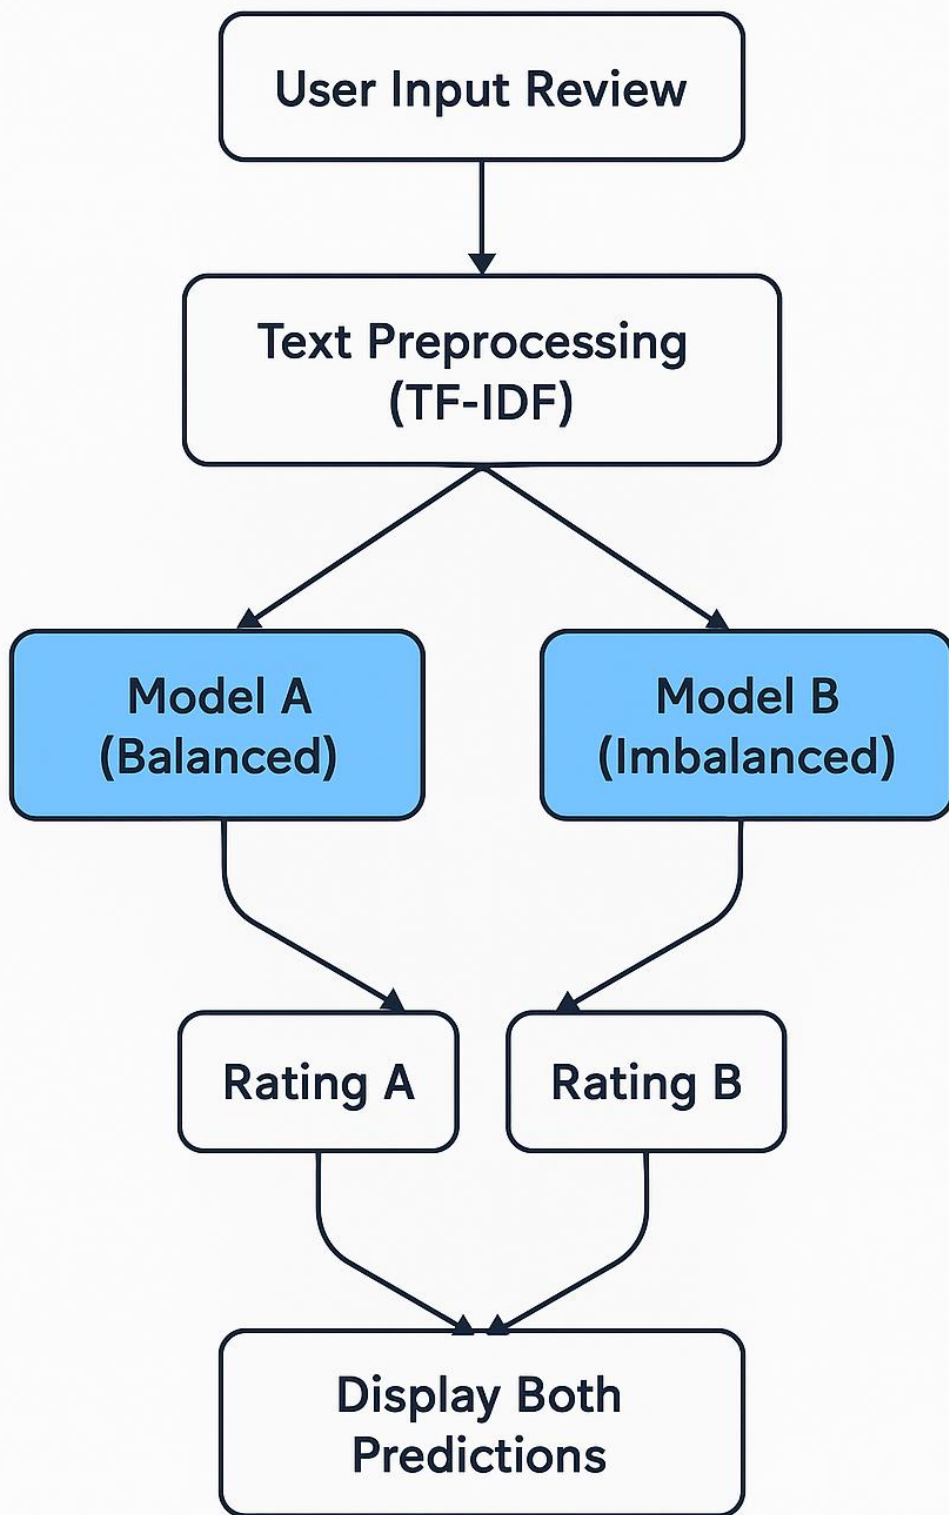 User Input Review
Text Preprocessing
(TF-IDF)
Model A
(Balanced)
Model B
(Imbalanced)
Rating A
Rating B
Display Both
Predictions